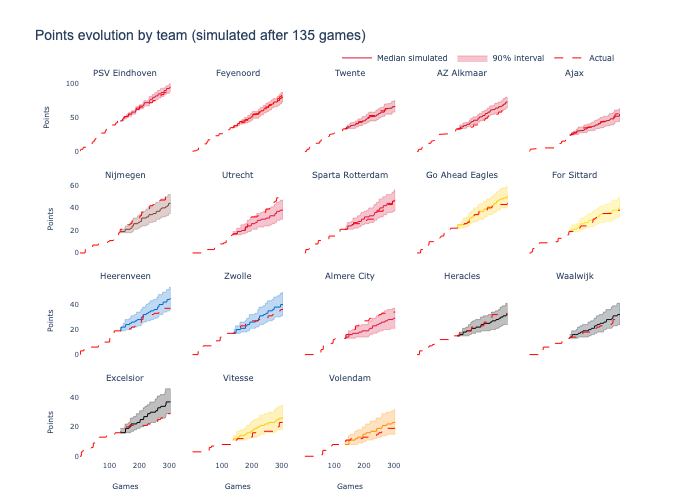 Points evolution by team (simulated after 135 games)
Median simulated 90% interval Actual
PSV Eindhoven Feyenoord Twente AZ Alkmaar Ajax
100
50
0
Points
Nijmegen Utrecht Sparta Rotterdam Go Ahead Eagles For Sittard
60
40
20
0
Points
Heerenveen Zwolle Almere City Heracles Waalwijk
40
20
0
Points
Excelsior Vitesse Volendam
40
20
0
Points
100 200 300 100 200 300 100 200 300
Games Games